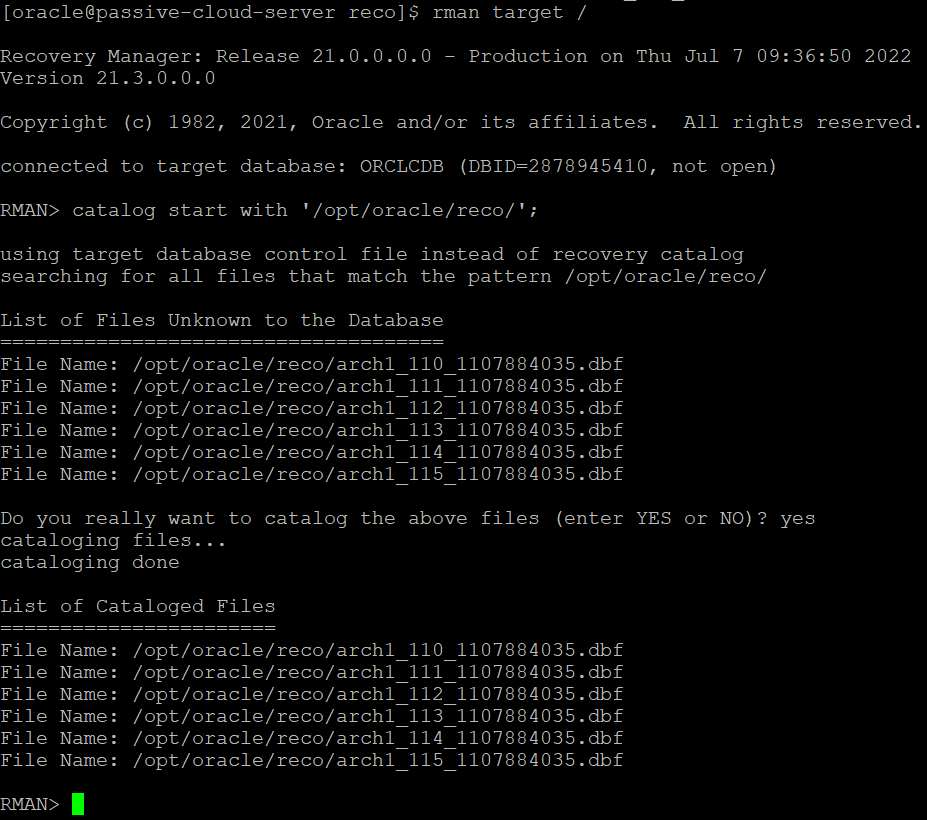 [oracle@passive-cloud-server reco]$ rman target /
Recovery Manager: Release 21.0.0.0.0 - Production on Thu Jul 7 09:36:50 2022
Version 21.3.0.0.0
Copyright (c) 1982, 2021, Oracle and/or its affiliates.  All rights reserved.
connected to target database: ORCLCDB (DBID=2878945410, not open)
RMAN> catalog start with '/opt/oracle/reco/';
using target database control file instead of recovery catalog
searching for all files that match the pattern /opt/oracle/reco/
List of Files Unknown to the Database
=====================================
File Name: /opt/oracle/reco/arch1_110_1107884035.dbf
File Name: /opt/oracle/reco/arch1_111_1107884035.dbf
File Name: /opt/oracle/reco/arch1_112_1107884035.dbf
File Name: /opt/oracle/reco/arch1_113_1107884035.dbf
File Name: /opt/oracle/reco/arch1_114_1107884035.dbf
File Name: /opt/oracle/reco/arch1_115_1107884035.dbf
Do you really want to catalog the above files (enter YES or NO)? yes
cataloging files...
cataloging done
List of Cataloged Files
=======================
File Name: /opt/oracle/reco/arch1_110_1107884035.dbf
File Name: /opt/oracle/reco/arch1_111_1107884035.dbf
File Name: /opt/oracle/reco/arch1_112_1107884035.dbf
File Name: /opt/oracle/reco/arch1_113_1107884035.dbf
File Name: /opt/oracle/reco/arch1_114_1107884035.dbf
File Name: /opt/oracle/reco/arch1_115_1107884035.dbf
RMAN>